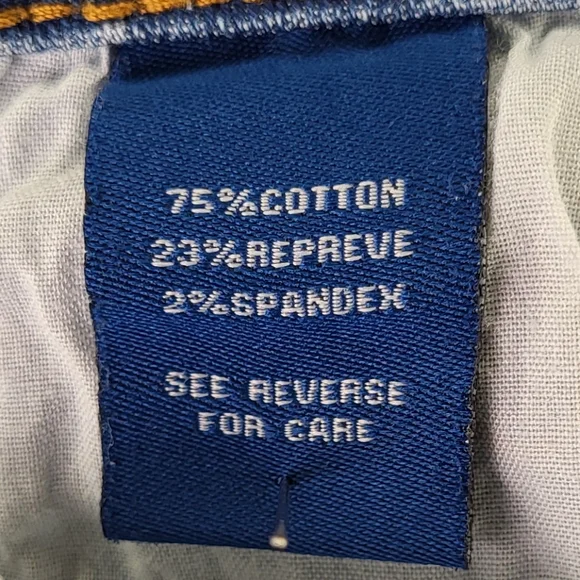 75%COTTON
23%REPREVE
2%SPANDEX
SEE REVERSE
FOR CARE